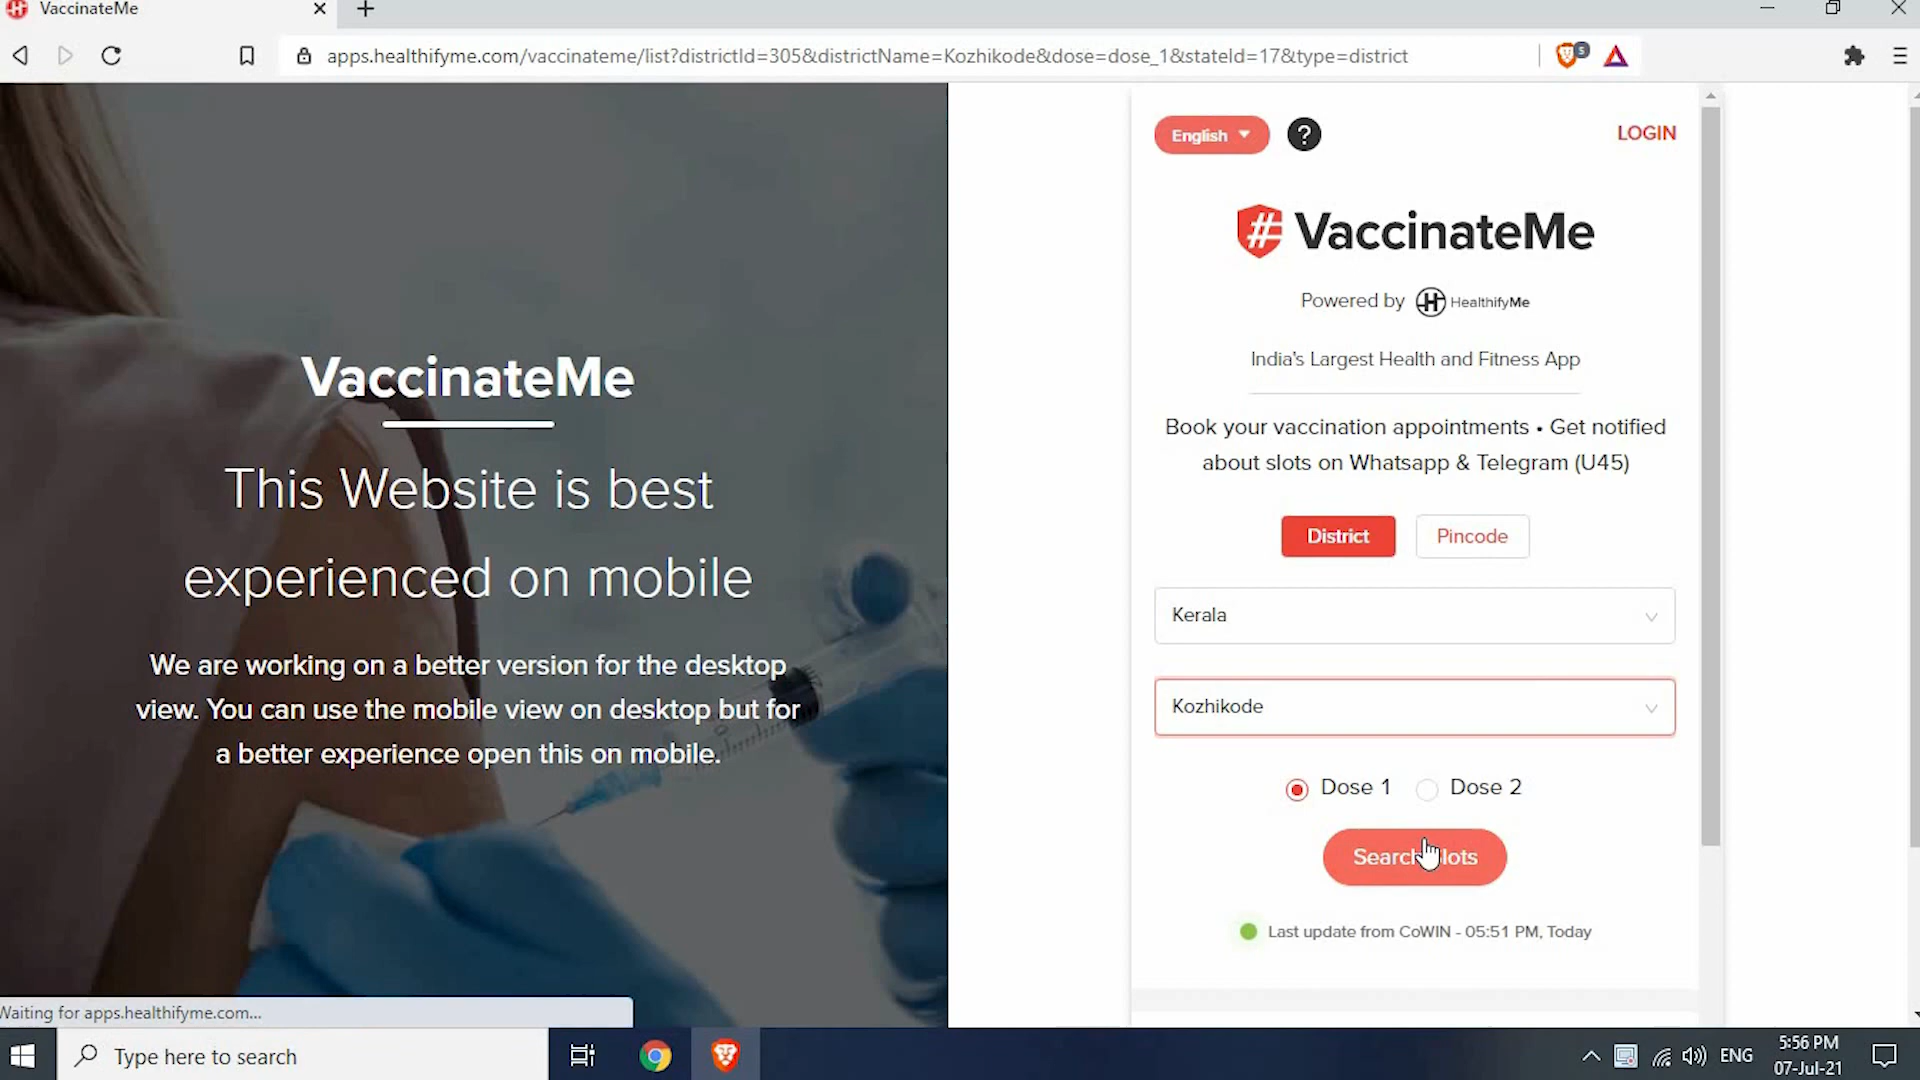 VaccinateMe
apps.healthifyme.com/vaccinateme/list?districtId=305&districtName=Kozhikode&dose=dose_1&stateId=17&type=district
5
VaccinateMe
This Website is best
experienced on mobile
We are working on a better version for the desktop
view. You can use the mobile view on desktop but for
a better experience open this on mobile.
English
?
LOGIN
# VaccinateMe
Powered by HealthifyMe
India's Largest Health and Fitness App
Book your vaccination appointments • Get notified
about slots on Whatsapp & Telegram (U45)
District
Pincode
Kerala
Kozhikode
Dose 1
Dose 2
Search Slots
Last update from CoWIN - 05:51 PM, Today
Waiting for apps.healthifyme.com...
Type here to search
ENG
5:56 PM
07-Jul-21